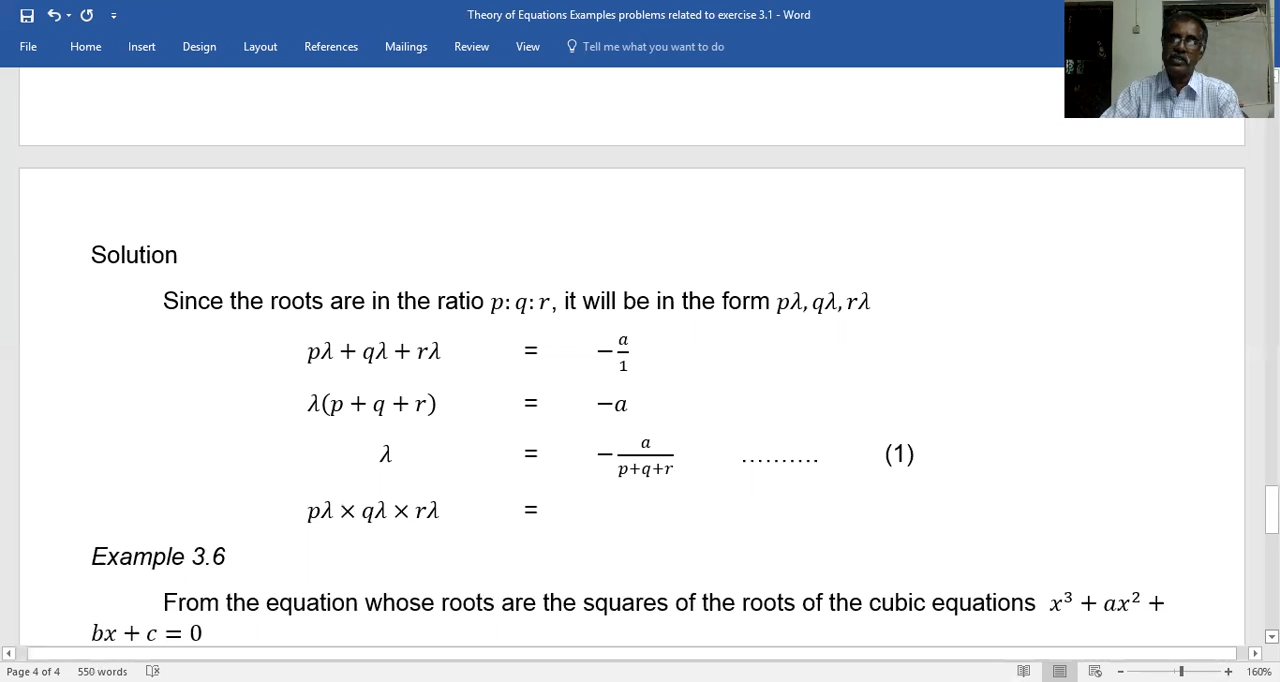 Theory of Equations Examples problems related to exercise 3.1 - Word
File Home Insert Design Layout References Mailings Review View Tell me what you want to do
Solution
Since the roots are in the ratio p: q: r, it will be in the form pλ, qλ, rλ
pλ + qλ + rλ = −a/1
λ(p + q + r) = −a
λ = −a/(p+q+r) .......... (1)
pλ × qλ × rλ =
Example 3.6
From the equation whose roots are the squares of the roots of the cubic equations x³ + ax² +
bx + c = 0
Page 4 of 4 550 words 160%